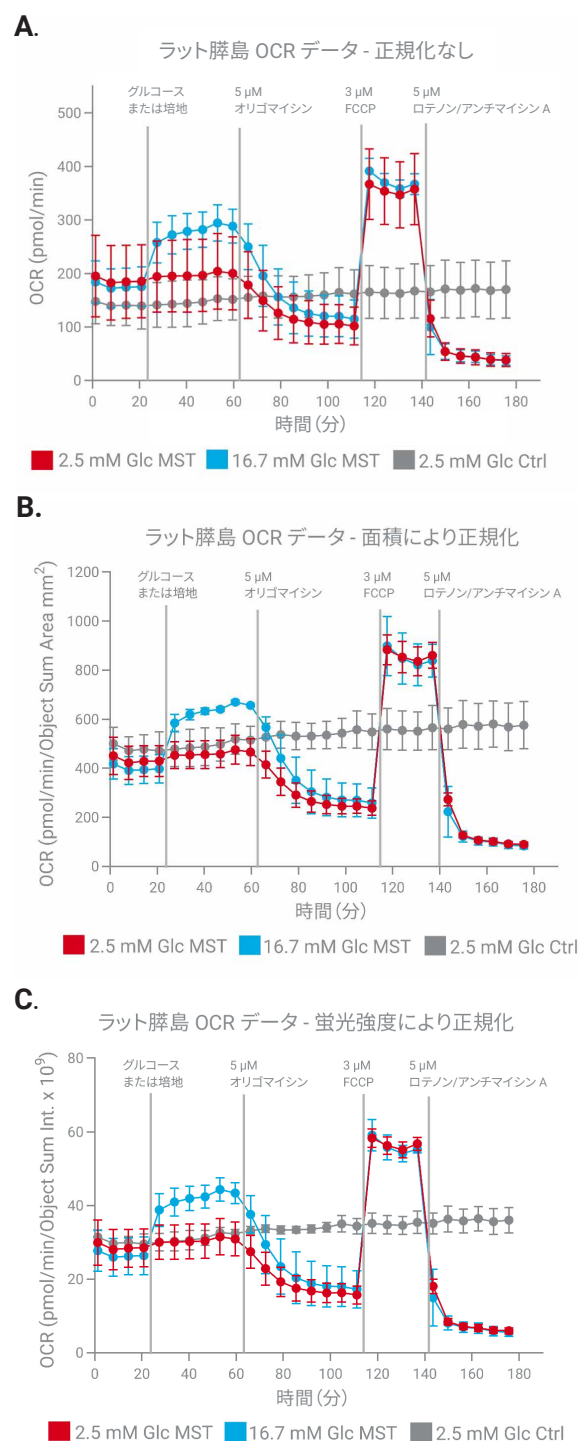 A.
ラット膵島 OCR データ - 正規化なし
グルコース
または培地
5 μM
オリゴマイシン
3 μM
FCCP
5 μM
ロテノン/アンチマイシン A
OCR (pmol/min)
500
400
300
200
100
0
0 20 40 60 80 100 120 140 160 180
時間(分)
2.5 mM Glc MST 16.7 mM Glc MST 2.5 mM Glc Ctrl
B.
ラット膵島 OCR データ - 面積により正規化
グルコース
または培地
5 μM
オリゴマイシン
3 μM
FCCP
5 μM
ロテノン/アンチマイシン A
OCR (pmol/min/Object Sum Area mm²)
1200
1000
800
600
400
200
0
0 20 40 60 80 100 120 140 160 180
時間(分)
2.5 mM Glc MST 16.7 mM Glc MST 2.5 mM Glc Ctrl
C.
ラット膵島 OCR データ - 蛍光強度により正規化
グルコース
または培地
5 μM
オリゴマイシン
3 μM
FCCP
5 μM
ロテノン/アンチマイシン A
OCR (pmol/min/Object Sum Int. x 10⁹)
80
60
40
20
0
0 20 40 60 80 100 120 140 160 180
時間(分)
2.5 mM Glc MST 16.7 mM Glc MST 2.5 mM Glc Ctrl